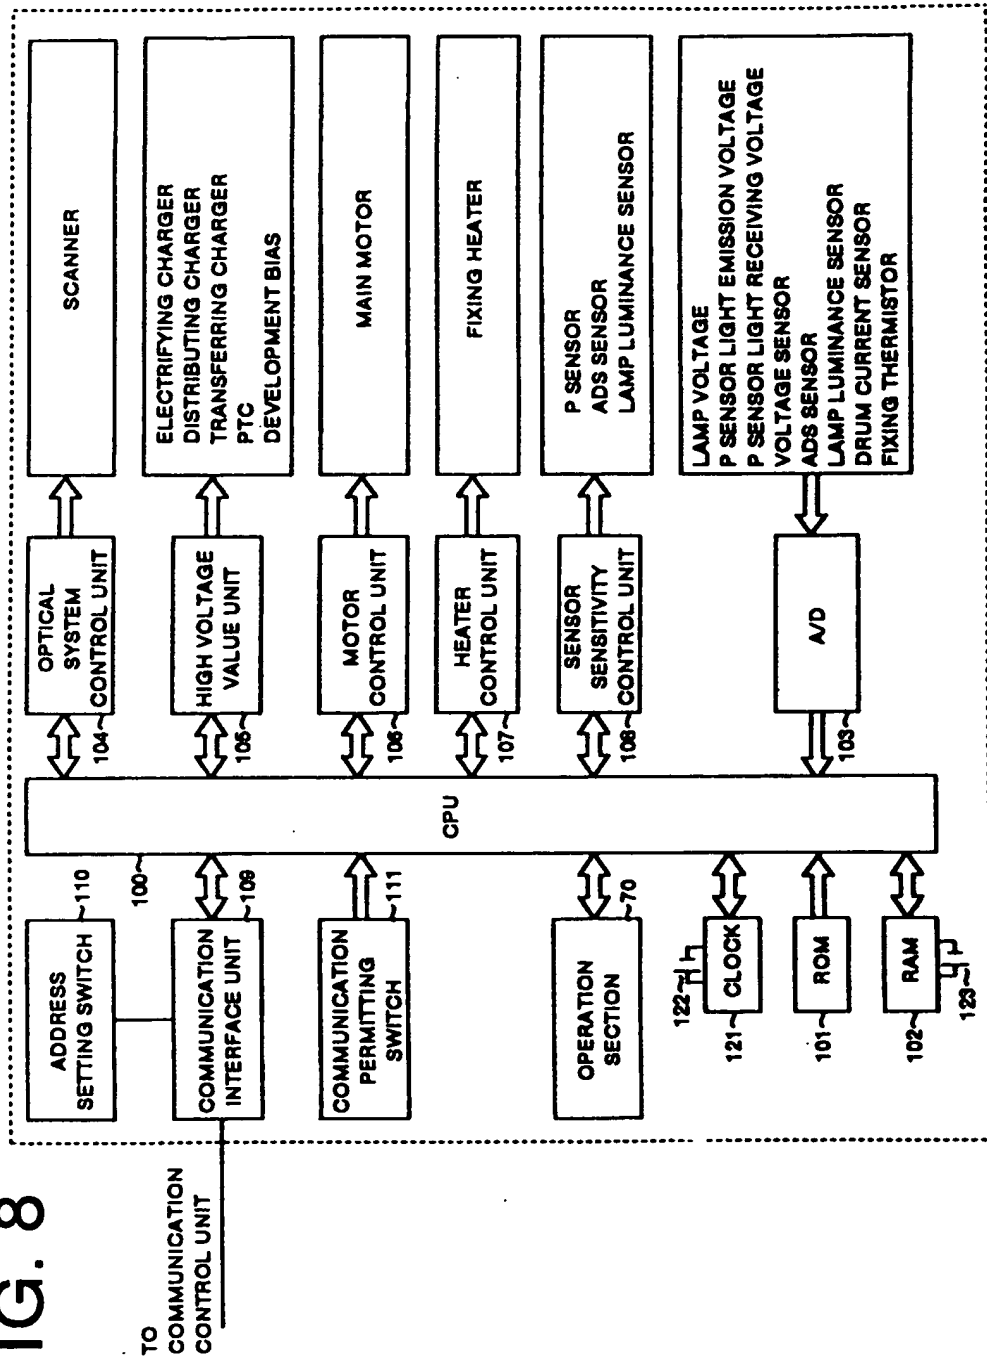 IG. 8
TO
COMMUNICATION
CONTROL UNIT
ADDRESS
SETTING SWITCH
110
COMMUNICATION
INTERFACE UNIT
109
COMMUNICATION
PERMITTING
SWITCH
111
OPERATION
SECTION
70
122
CLOCK
121
ROM
101
RAM
102
123
100
CPU
OPTICAL
SYSTEM
CONTROL UNIT
104
HIGH VOLTAGE
VALUE UNIT
105
MOTOR
CONTROL UNIT
106
HEATER
CONTROL UNIT
107
SENSOR
SENSITIVITY
CONTROL UNIT
108
A/D
103
SCANNER
ELECTRIFYING CHARGER
DISTRIBUTING CHARGER
TRANSFERRING CHARGER
PTC
DEVELOPMENT BIAS
MAIN MOTOR
FIXING HEATER
P SENSOR
ADS SENSOR
LAMP LUMINANCE SENSOR
LAMP VOLTAGE
P SENSOR LIGHT EMISSION VOLTAGE
P SENSOR LIGHT RECEIVING VOLTAGE
VOLTAGE SENSOR
ADS SENSOR
LAMP LUMINANCE SENSOR
DRUM CURRENT SENSOR
FIXING THERMISTOR